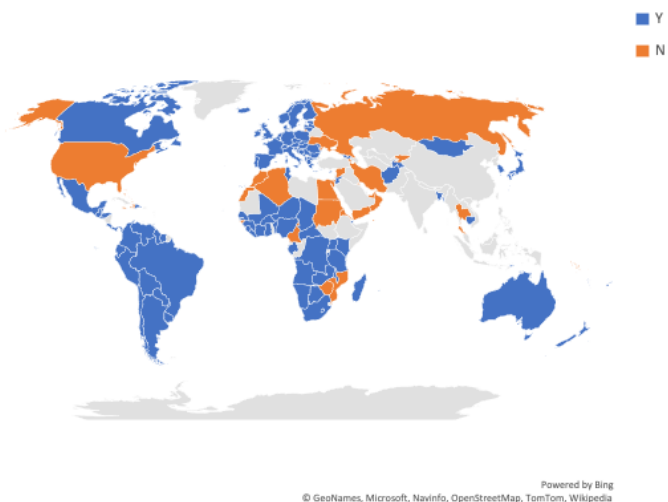 Y
N
Powered by Bing
© GeoNames, Microsoft, Navinfo, OpenStreetMap, TomTom, Wikipedia